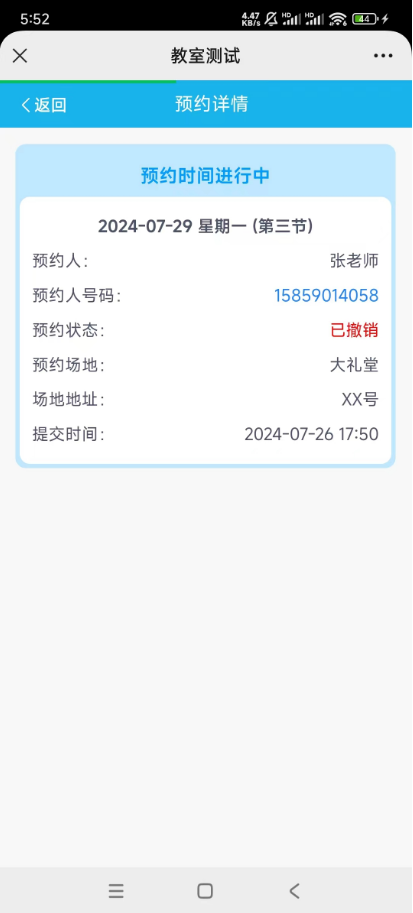 5:52
4.47 KB/s HD HD 44
教室测试
返回 预约详情
预约时间进行中
2024-07-29 星期一 (第三节)
预约人： 张老师
预约人号码： 15859014058
预约状态： 已撤销
预约场地： 大礼堂
场地地址： XX号
提交时间： 2024-07-26 17:50